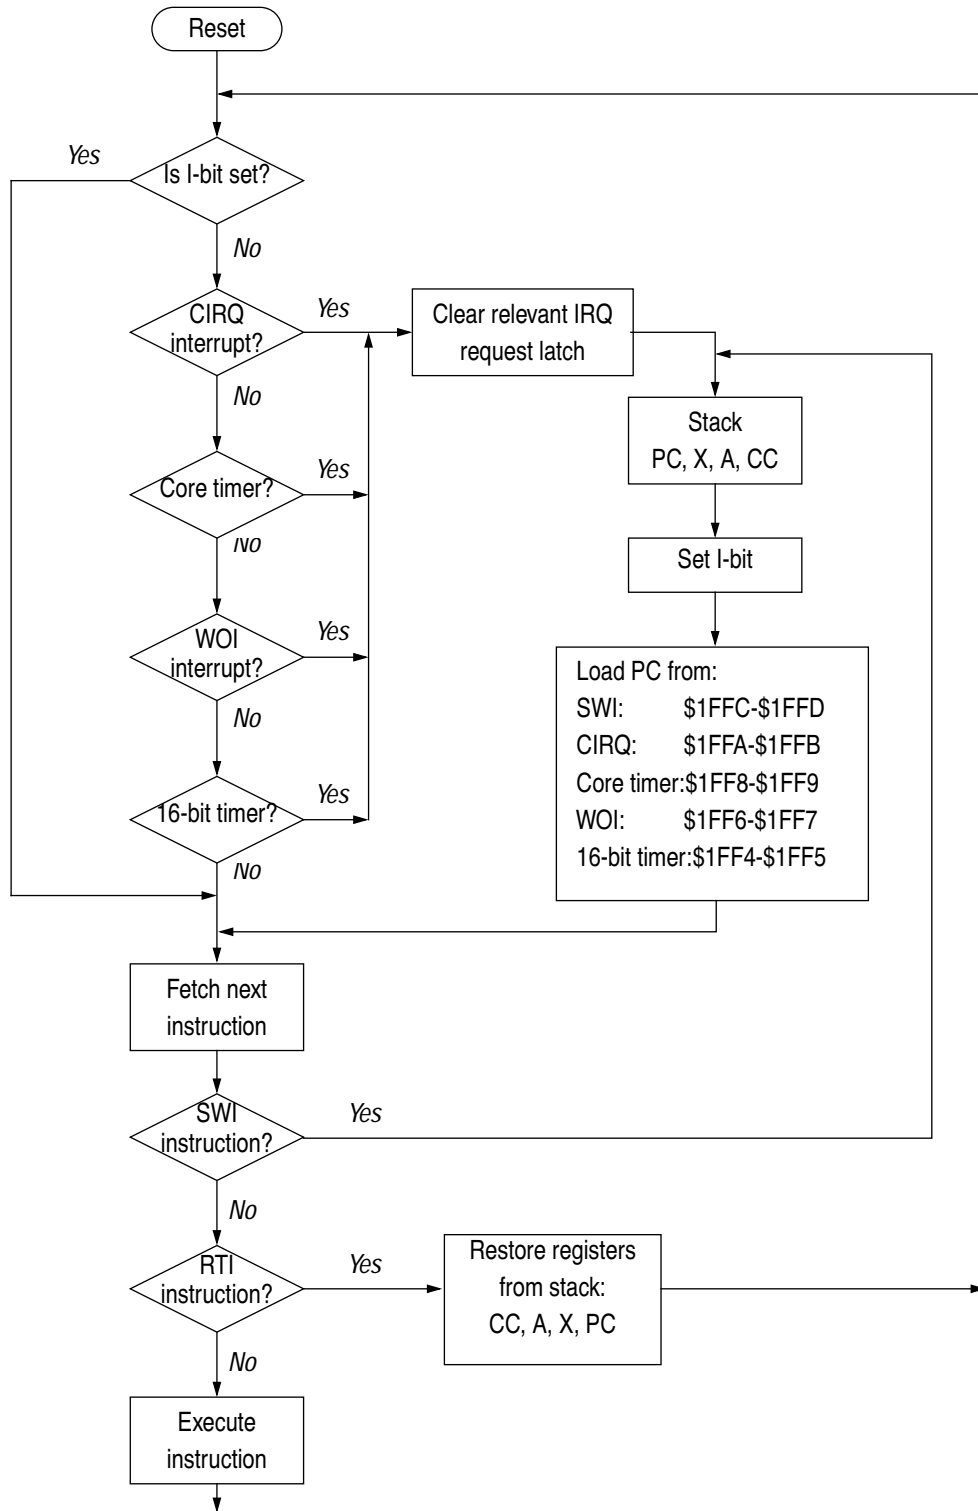 Reset
Yes
Is I-bit set?
No
CIRQ
interrupt?
Yes
Clear relevant IRQ
request latch
No
Stack
PC, X, A, CC
Core timer?
Yes
No
Set I-bit
WOI
interrupt?
Yes
No
Load PC from:
SWI: $1FFC-$1FFD
CIRQ: $1FFA-$1FFB
Core timer:$1FF8-$1FF9
WOI: $1FF6-$1FF7
16-bit timer:$1FF4-$1FF5
16-bit timer?
Yes
No
Fetch next
instruction
SWI
instruction?
Yes
No
RTI
instruction?
Yes
Restore registers
from stack:
CC, A, X, PC
No
Execute
instruction